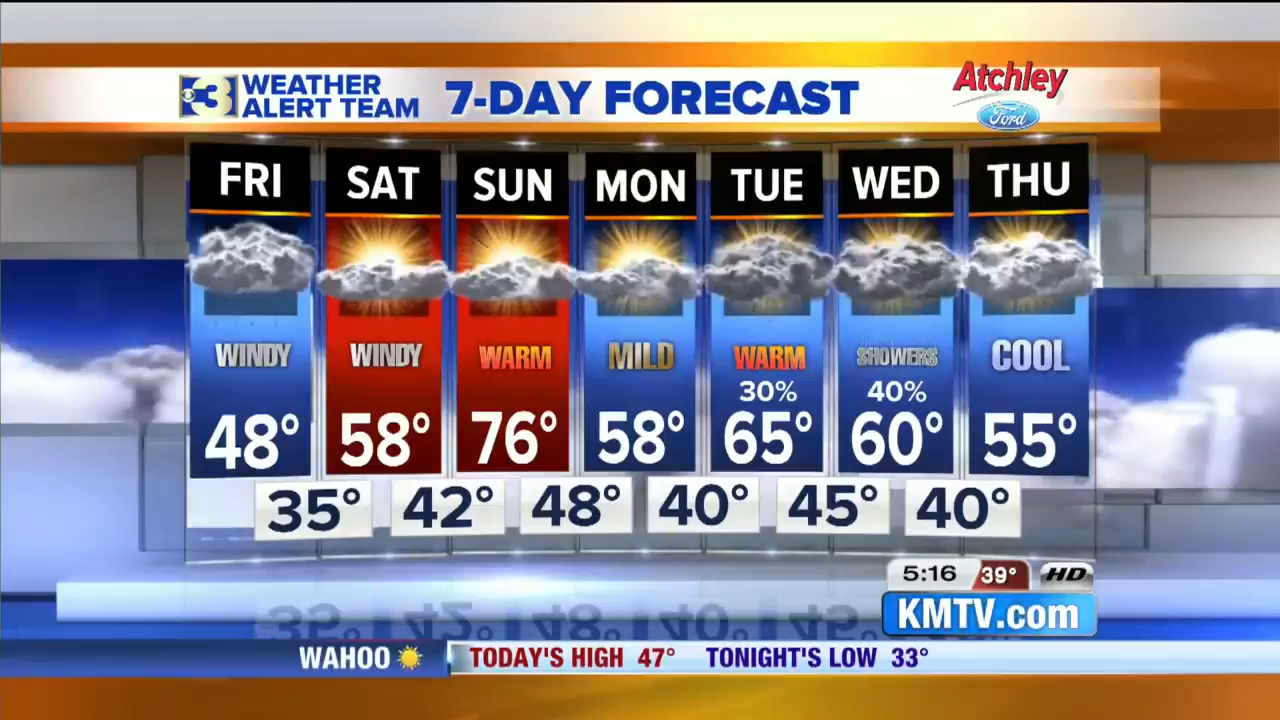 3 WEATHER ALERT TEAM
7-DAY FORECAST
Atchley
Ford
FRI SAT SUN MON TUE WED THU
WINDY WINDY WARM MILD WARM SHOWERS COOL
30% 40%
48° 58° 76° 58° 65° 60° 55°
35° 42° 48° 40° 45° 40°
5:16 39° HD
KMTV.com
WAHOO TODAY'S HIGH 47° TONIGHT'S LOW 33°